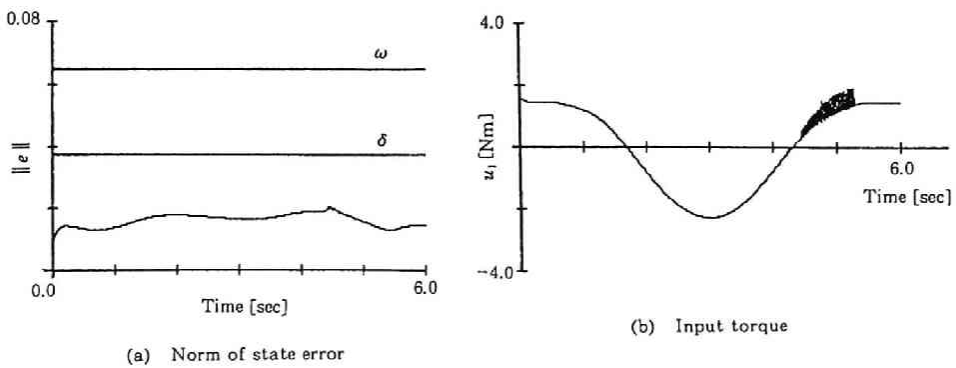 0.08
ω
δ
‖e‖
0.0
6.0
Time [sec]
(a) Norm of state error
4.0
u₁ [Nm]
6.0
Time [sec]
−4.0
(b) Input torque